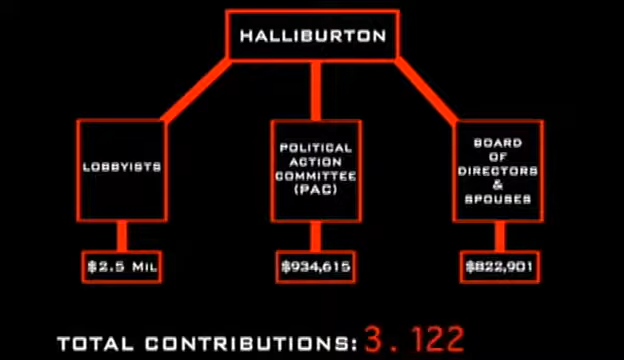 HALLIBURTON
LOBBYISTS
POLITICAL
ACTION
COMMITTEE
(PAC)
BOARD
OF
DIRECTORS
&
SPOUSES
$2.5 MIL
$934,615
$822,901
TOTAL CONTRIBUTIONS: 3.122